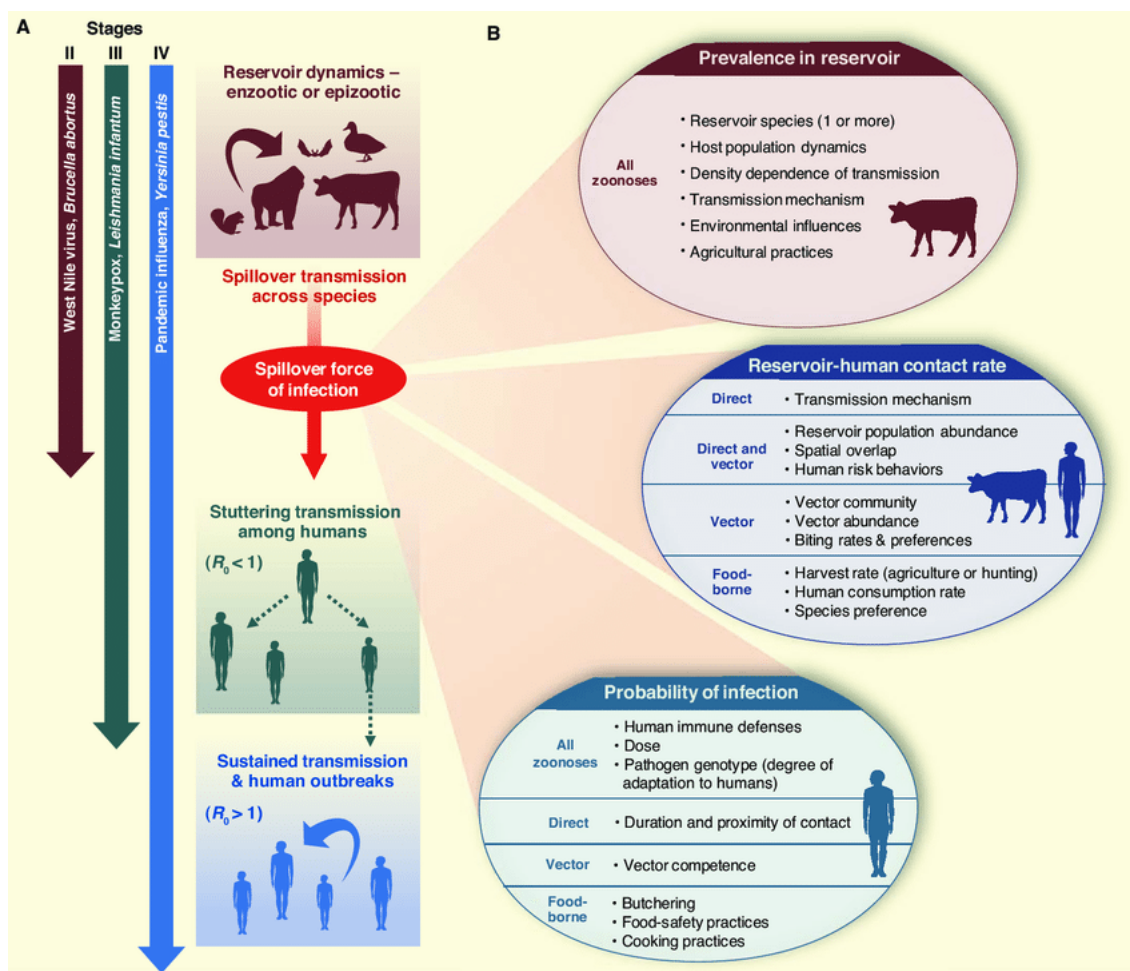 A
Stages
II
III
IV
West Nile virus, Brucella abortus
Monkeypox, Leishmania infantum
Pandemic influenza, Yersinia pestis
Reservoir dynamics –
enzootic or epizootic
Spillover transmission
across species
Spillover force
of infection
Stuttering transmission
among humans
(R0 < 1)
Sustained transmission
& human outbreaks
(R0 > 1)
B
Prevalence in reservoir
All
zoonoses
• Reservoir species (1 or more)
• Host population dynamics
• Density dependence of transmission
• Transmission mechanism
• Environmental influences
• Agricultural practices
Reservoir-human contact rate
Direct
• Transmission mechanism
Direct and
vector
• Reservoir population abundance
• Spatial overlap
• Human risk behaviors
Vector
• Vector community
• Vector abundance
• Biting rates & preferences
Food-
borne
• Harvest rate (agriculture or hunting)
• Human consumption rate
• Species preference
Probability of infection
All
zoonoses
• Human immune defenses
• Dose
• Pathogen genotype (degree of
adaptation to humans)
Direct
• Duration and proximity of contact
Vector
• Vector competence
Food-
borne
• Butchering
• Food-safety practices
• Cooking practices